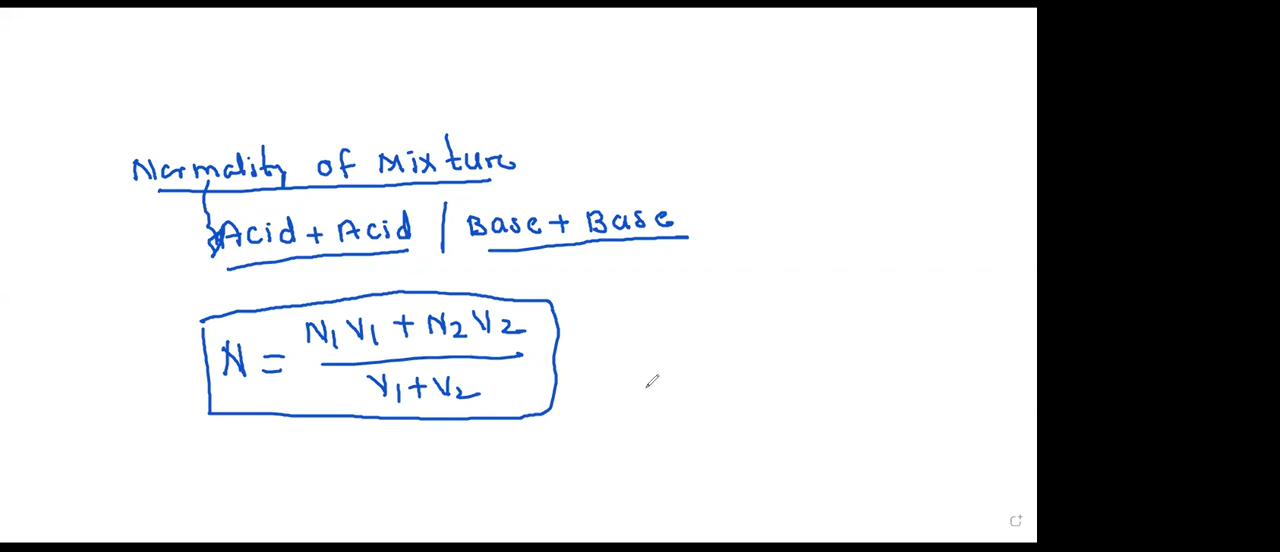 Normality of Mixture
Acid + Acid | Base + Base
N = N₁V₁ + N₂V₂ / V₁ + V₂